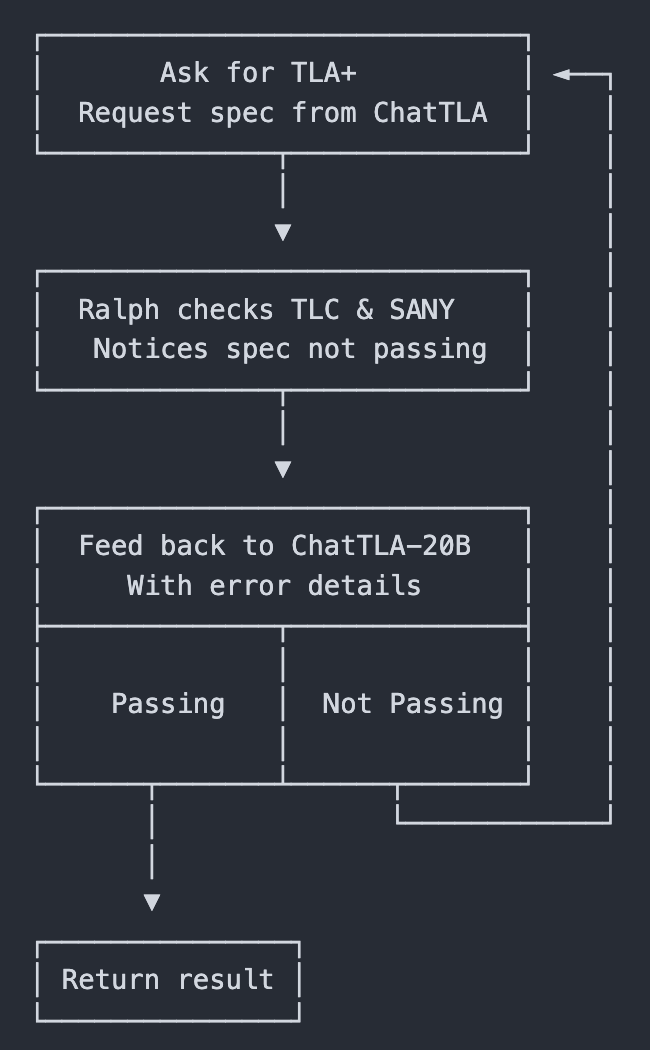 Ask for TLA+
Request spec from ChatTLA
Ralph checks TLC & SANY
Notices spec not passing
Feed back to ChatTLA-20B
With error details
Passing
Not Passing
Return result